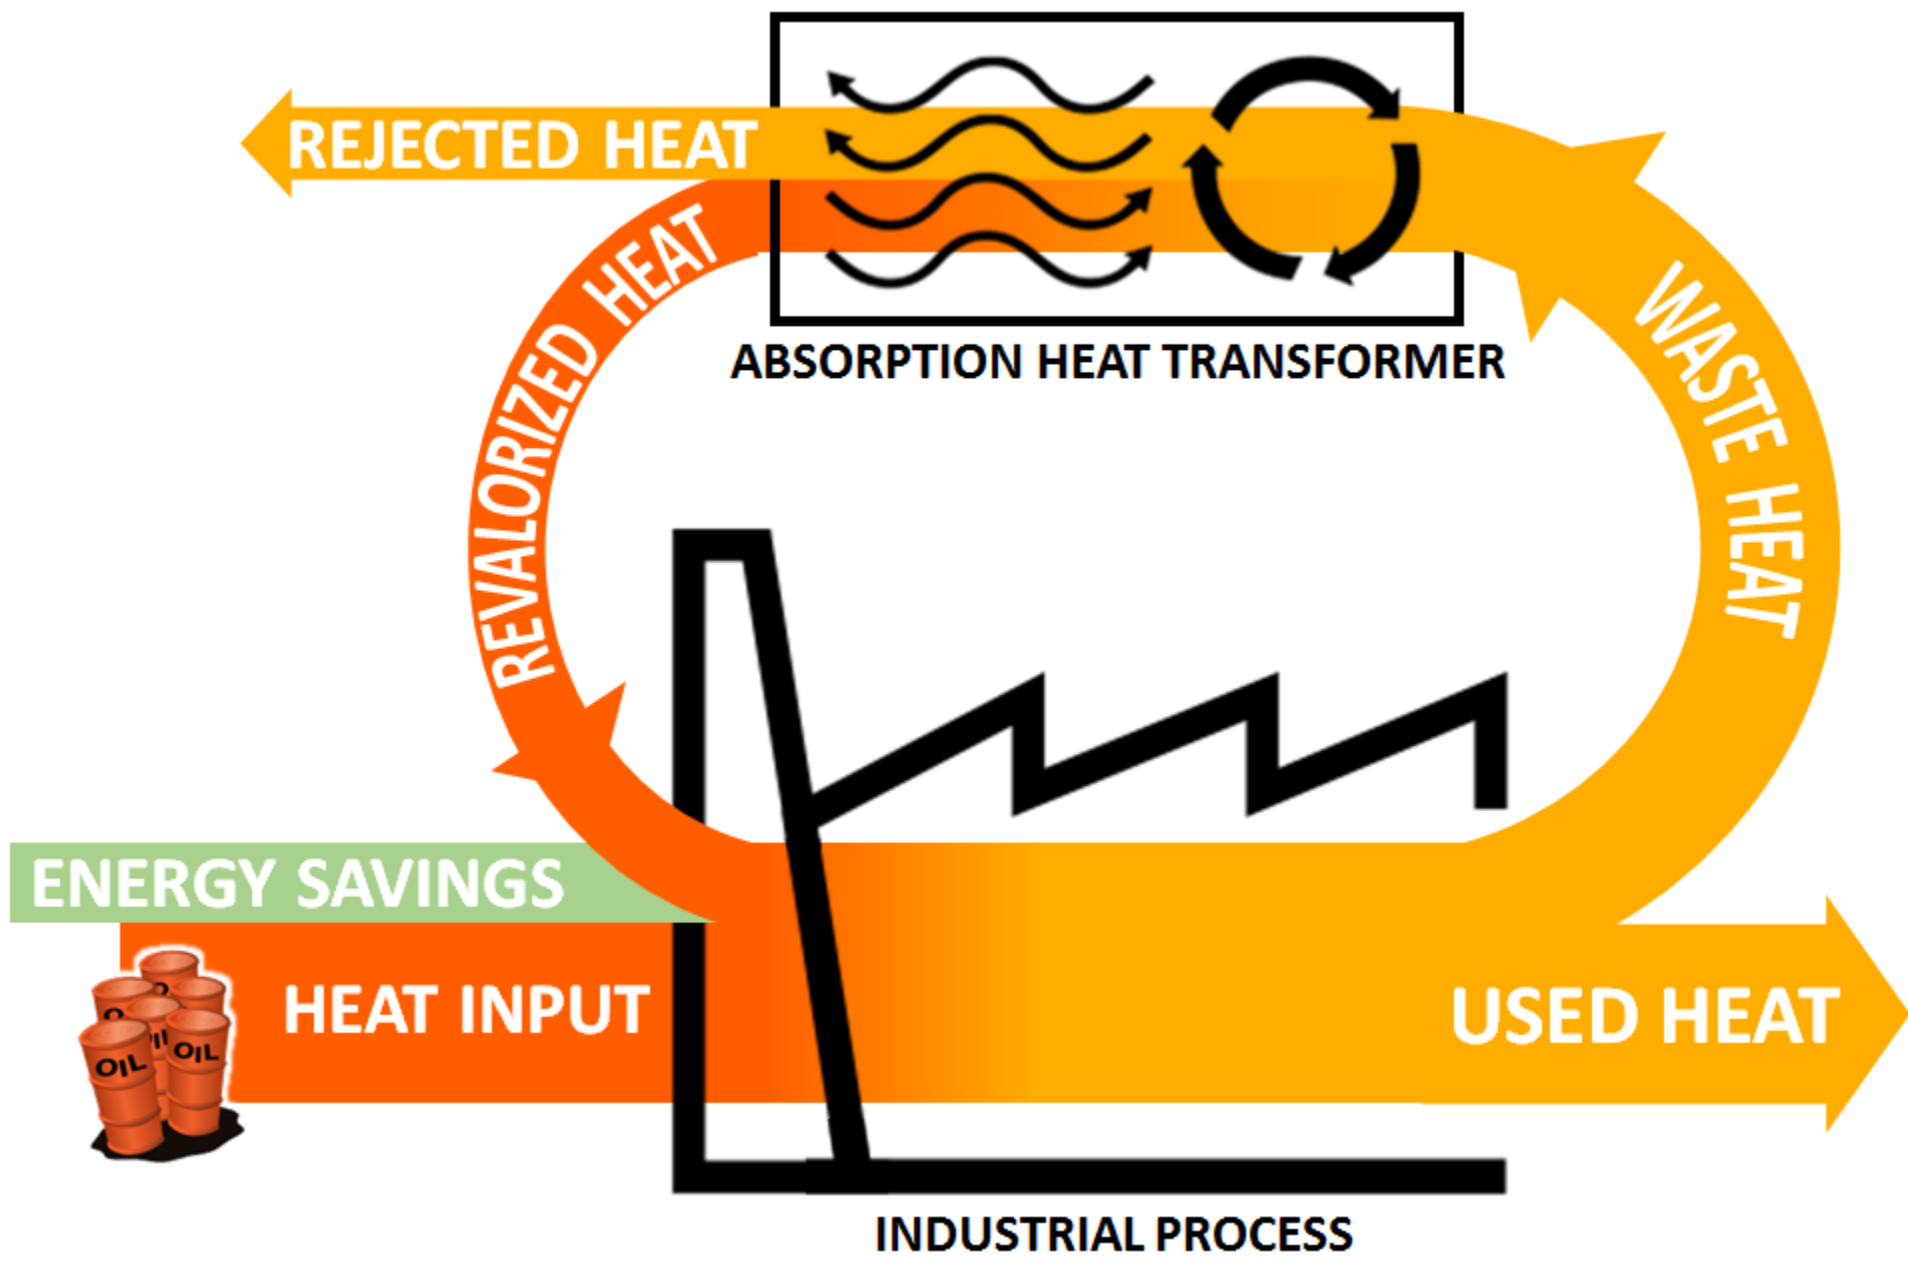 REJECTED HEAT
ABSORPTION HEAT TRANSFORMER
REVALORIZED HEAT
WASTE HEAT
ENERGY SAVINGS
HEAT INPUT
OIL
OIL
USED HEAT
INDUSTRIAL PROCESS